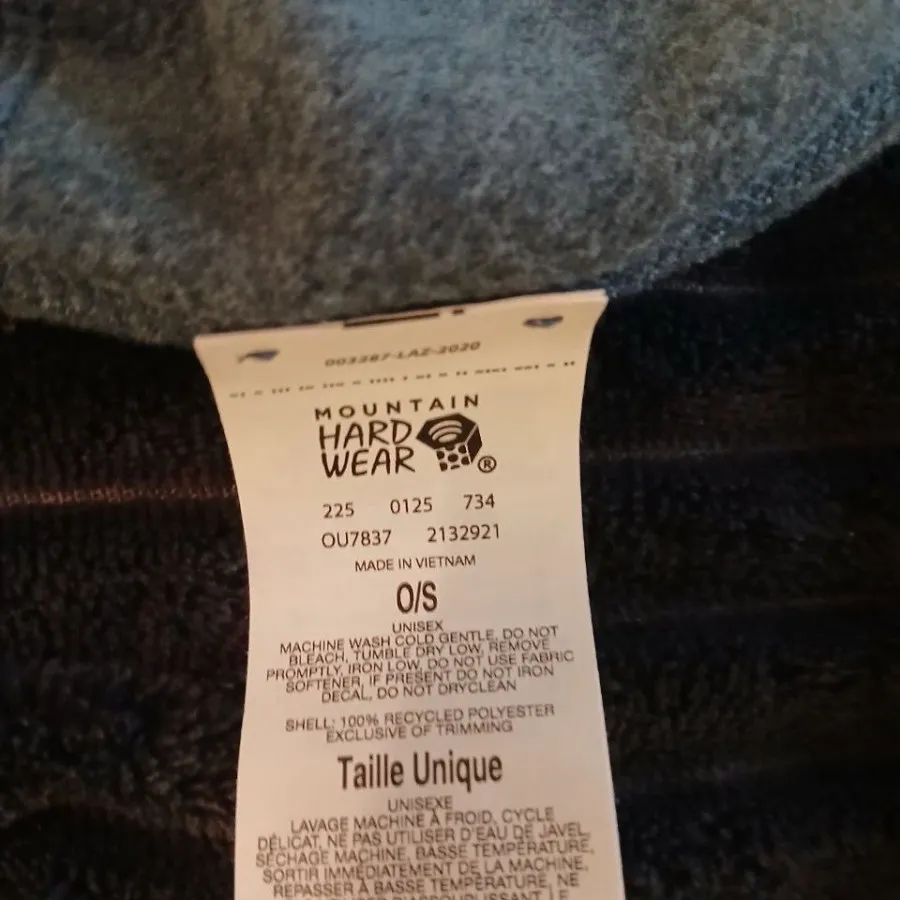 003287-LAZ-2020
MOUNTAIN
HARD
WEAR ®
225 0125 734
OU7837 2132921
MADE IN VIETNAM
O/S
UNISEX
MACHINE WASH COLD GENTLE, DO NOT
BLEACH, TUMBLE DRY LOW, REMOVE
PROMPTLY, IRON LOW, DO NOT USE FABRIC
SOFTENER, IF PRESENT DO NOT IRON
DECAL, DO NOT DRYCLEAN
SHELL: 100% RECYCLED POLYESTER
EXCLUSIVE OF TRIMMING
Taille Unique
UNISEXE
LAVAGE MACHINE À FROID, CYCLE
DÉLICAT, NE PAS UTILISER D'EAU DE JAVEL,
SÉCHAGE MACHINE, BASSE TEMPÉRATURE,
SORTIR IMMÉDIATEMENT DE LA MACHINE,
REPASSER À BASSE TEMPÉRATURE, NE